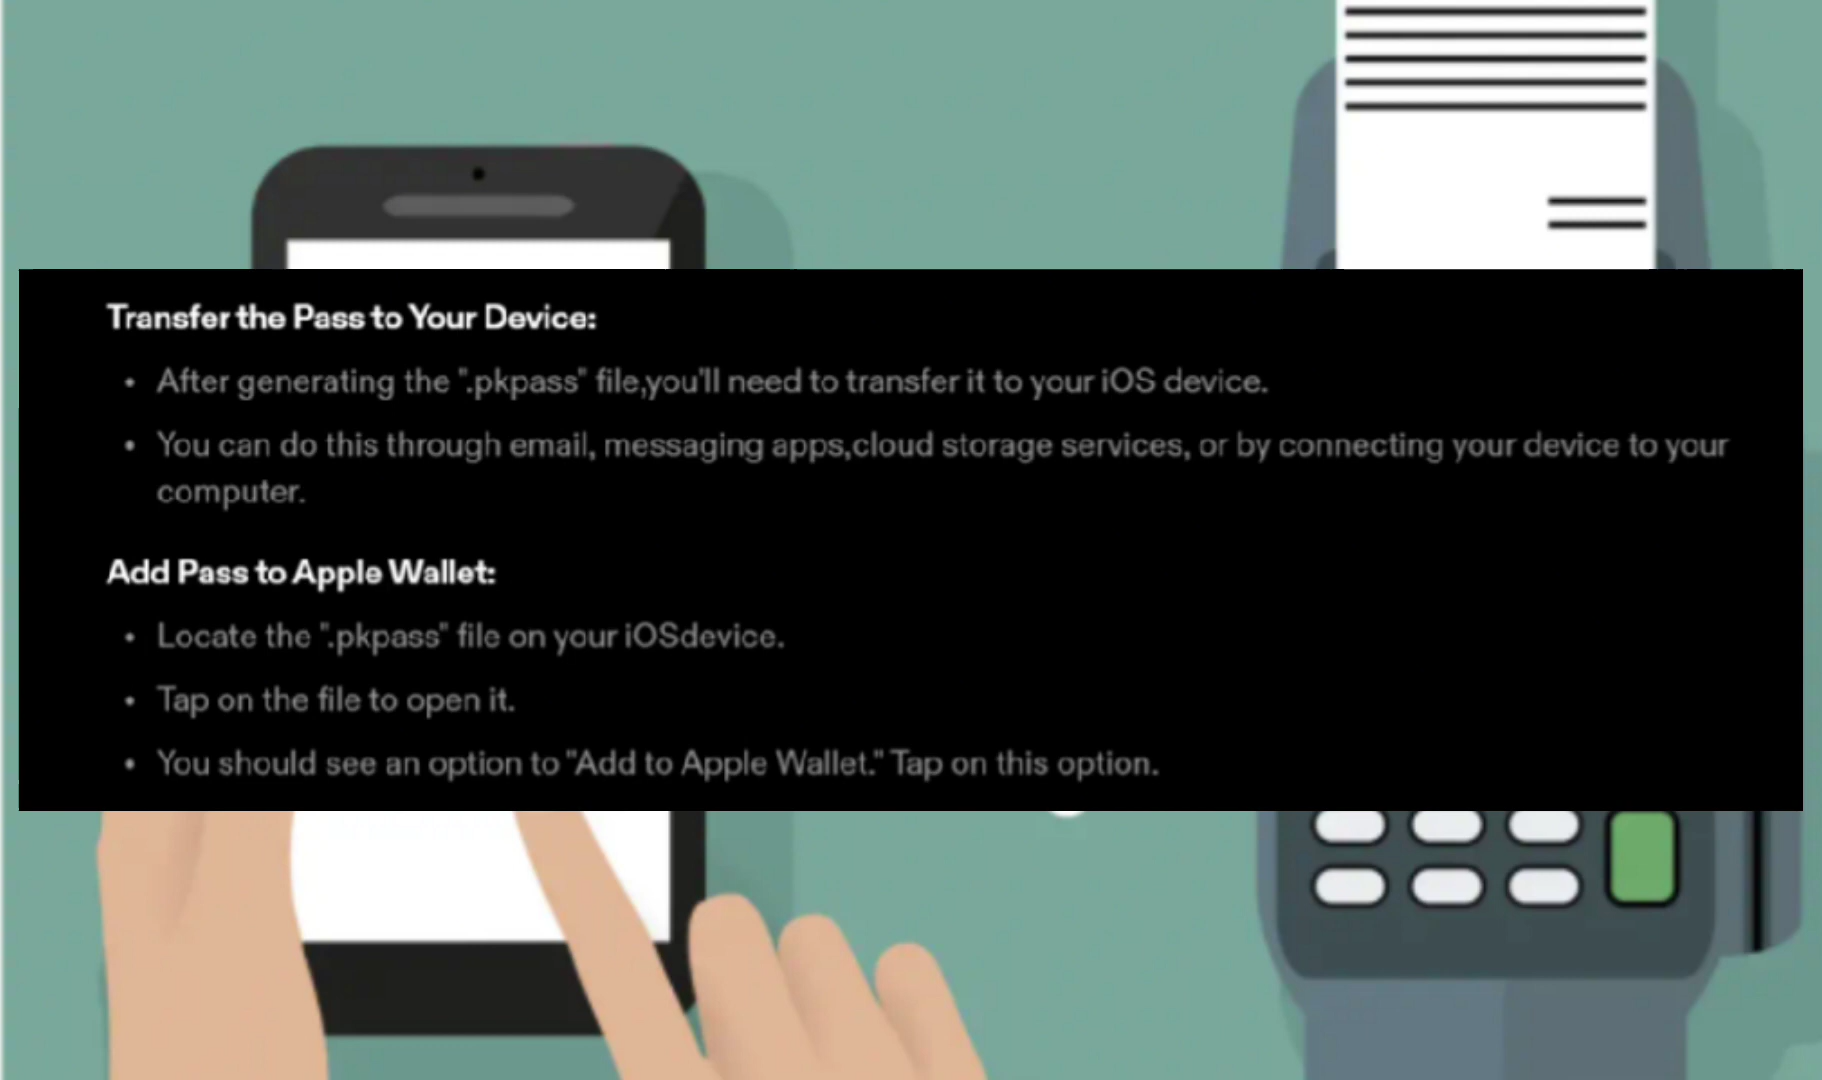 Transfer the Pass to Your Device:
• After generating the ".pkpass" file,you'll need to transfer it to your iOS device.
• You can do this through email, messaging apps,cloud storage services, or by connecting your device to your
computer.
Add Pass to Apple Wallet:
• Locate the ".pkpass" file on your iOSdevice.
• Tap on the file to open it.
• You should see an option to "Add to Apple Wallet." Tap on this option.